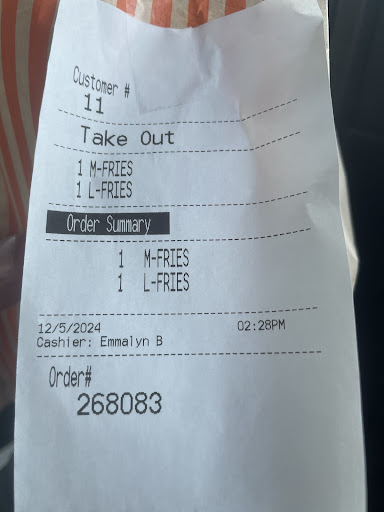 Customer #
11
Take Out
1 M-FRIES
1 L-FRIES
Order Summary
1 M-FRIES
1 L-FRIES
12/5/2024 02:28PM
Cashier: Emmalyn B
Order#
268083